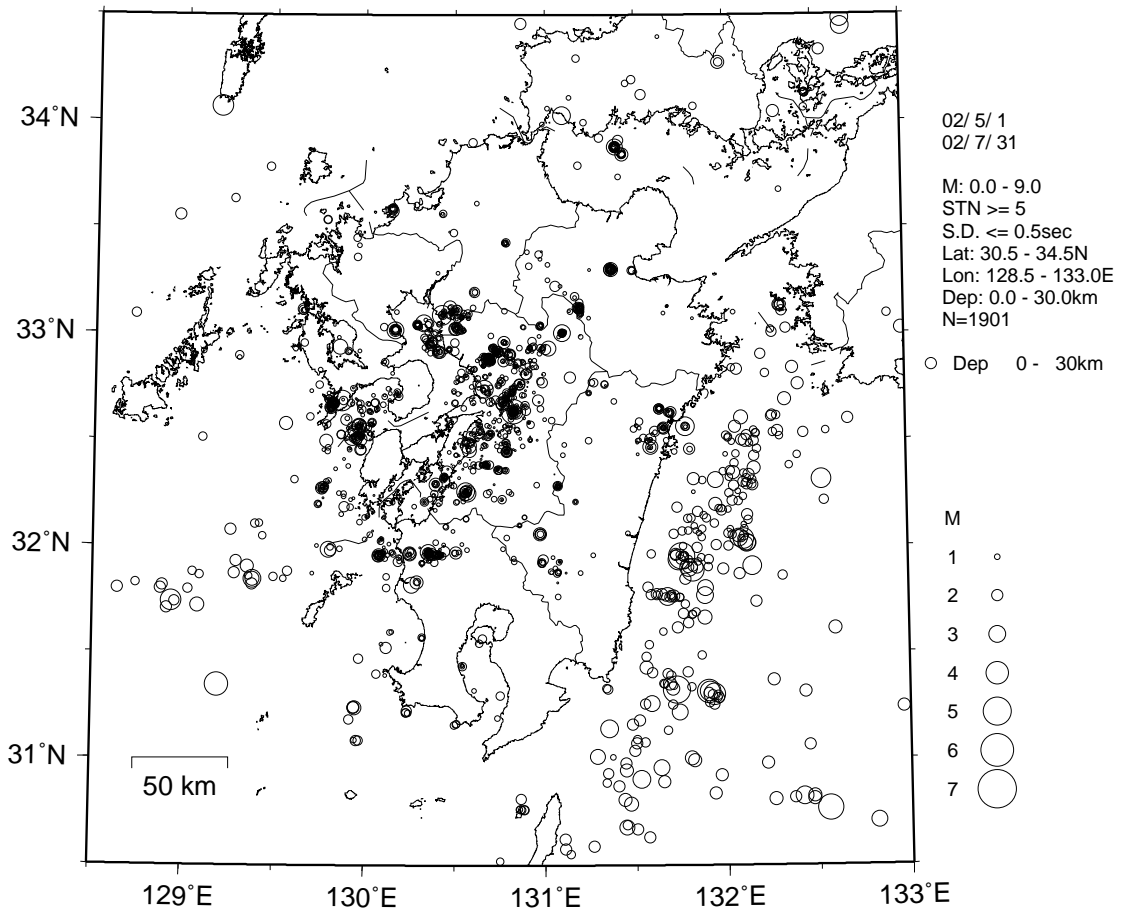 34˚N
33˚N
32˚N
31˚N
50 km
129˚E
130˚E
131˚E
132˚E
133˚E
02/ 5/ 1
02/ 7/ 31
M: 0.0 - 9.0
STN >= 5
S.D. <= 0.5sec
Lat: 30.5 - 34.5N
Lon: 128.5 - 133.0E
Dep: 0.0 - 30.0km
N=1901
Dep 0 - 30km
M
1
2
3
4
5
6
7